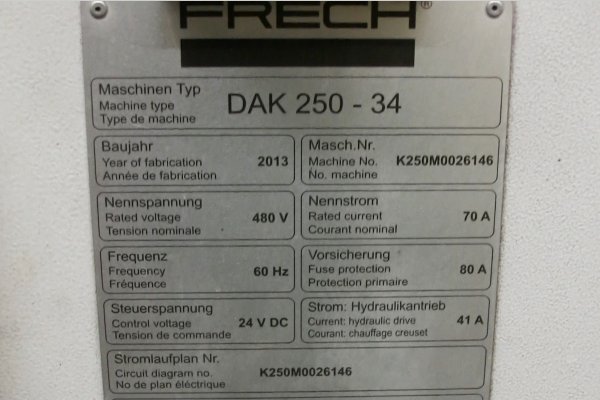 FRECH®
Maschinen Typ
Machine type
Type de machine
DAK 250 - 34
Baujahr
Year of fabrication
Année de fabrication
2013
Masch.Nr.
Machine No.
No. machine
K250M0026146
Nennspannung
Rated voltage
Tension nominale
480 V
Nennstrom
Rated current
Courant nominal
70 A
Frequenz
Frequency
Fréquence
60 Hz
Vorsicherung
Fuse protection
Protection primaire
80 A
Steuerspannung
Control voltage
Tension de commande
24 V DC
Strom: Hydraulikantrieb
Current: hydraulic drive
Courant: chauffage creuset
41 A
Stromlaufplan Nr.
Circuit diagram no.
No de plan éléctrique
K250M0026146